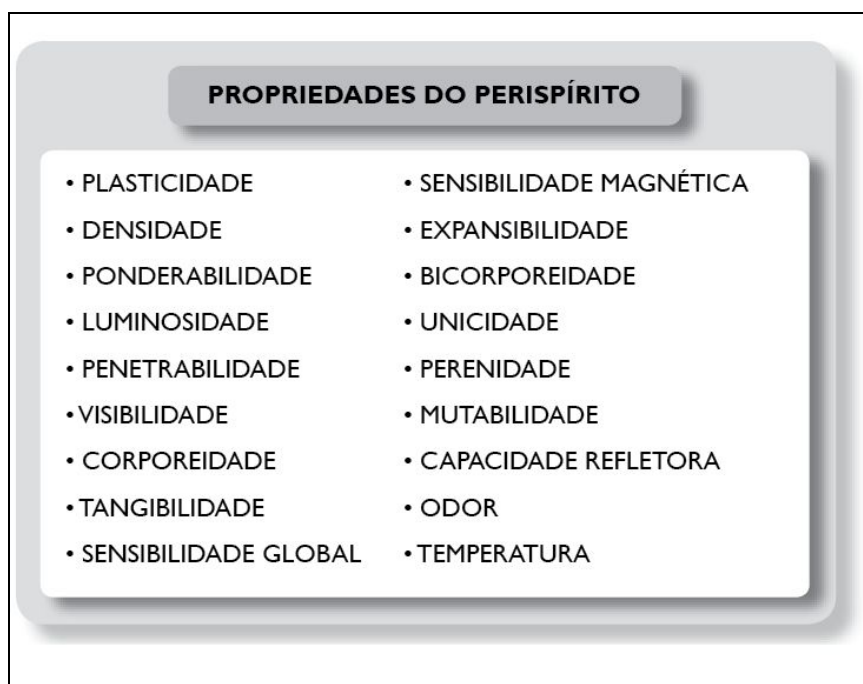 PROPRIEDADES DO PERISPÍRITO
• PLASTICIDADE
• DENSIDADE
• PONDERABILIDADE
• LUMINOSIDADE
• PENETRABILIDADE
• VISIBILIDADE
• CORPOREIDADE
• TANGIBILIDADE
• SENSIBILIDADE GLOBAL
• SENSIBILIDADE MAGNÉTICA
• EXPANSIBILIDADE
• BICORPOREIDADE
• UNICIDADE
• PERENIDADE
• MUTABILIDADE
• CAPACIDADE REFLETORA
• ODOR
• TEMPERATURA